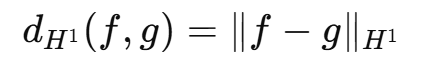 d_{H^1}(f, g) = \|f − g\|_{H^1}